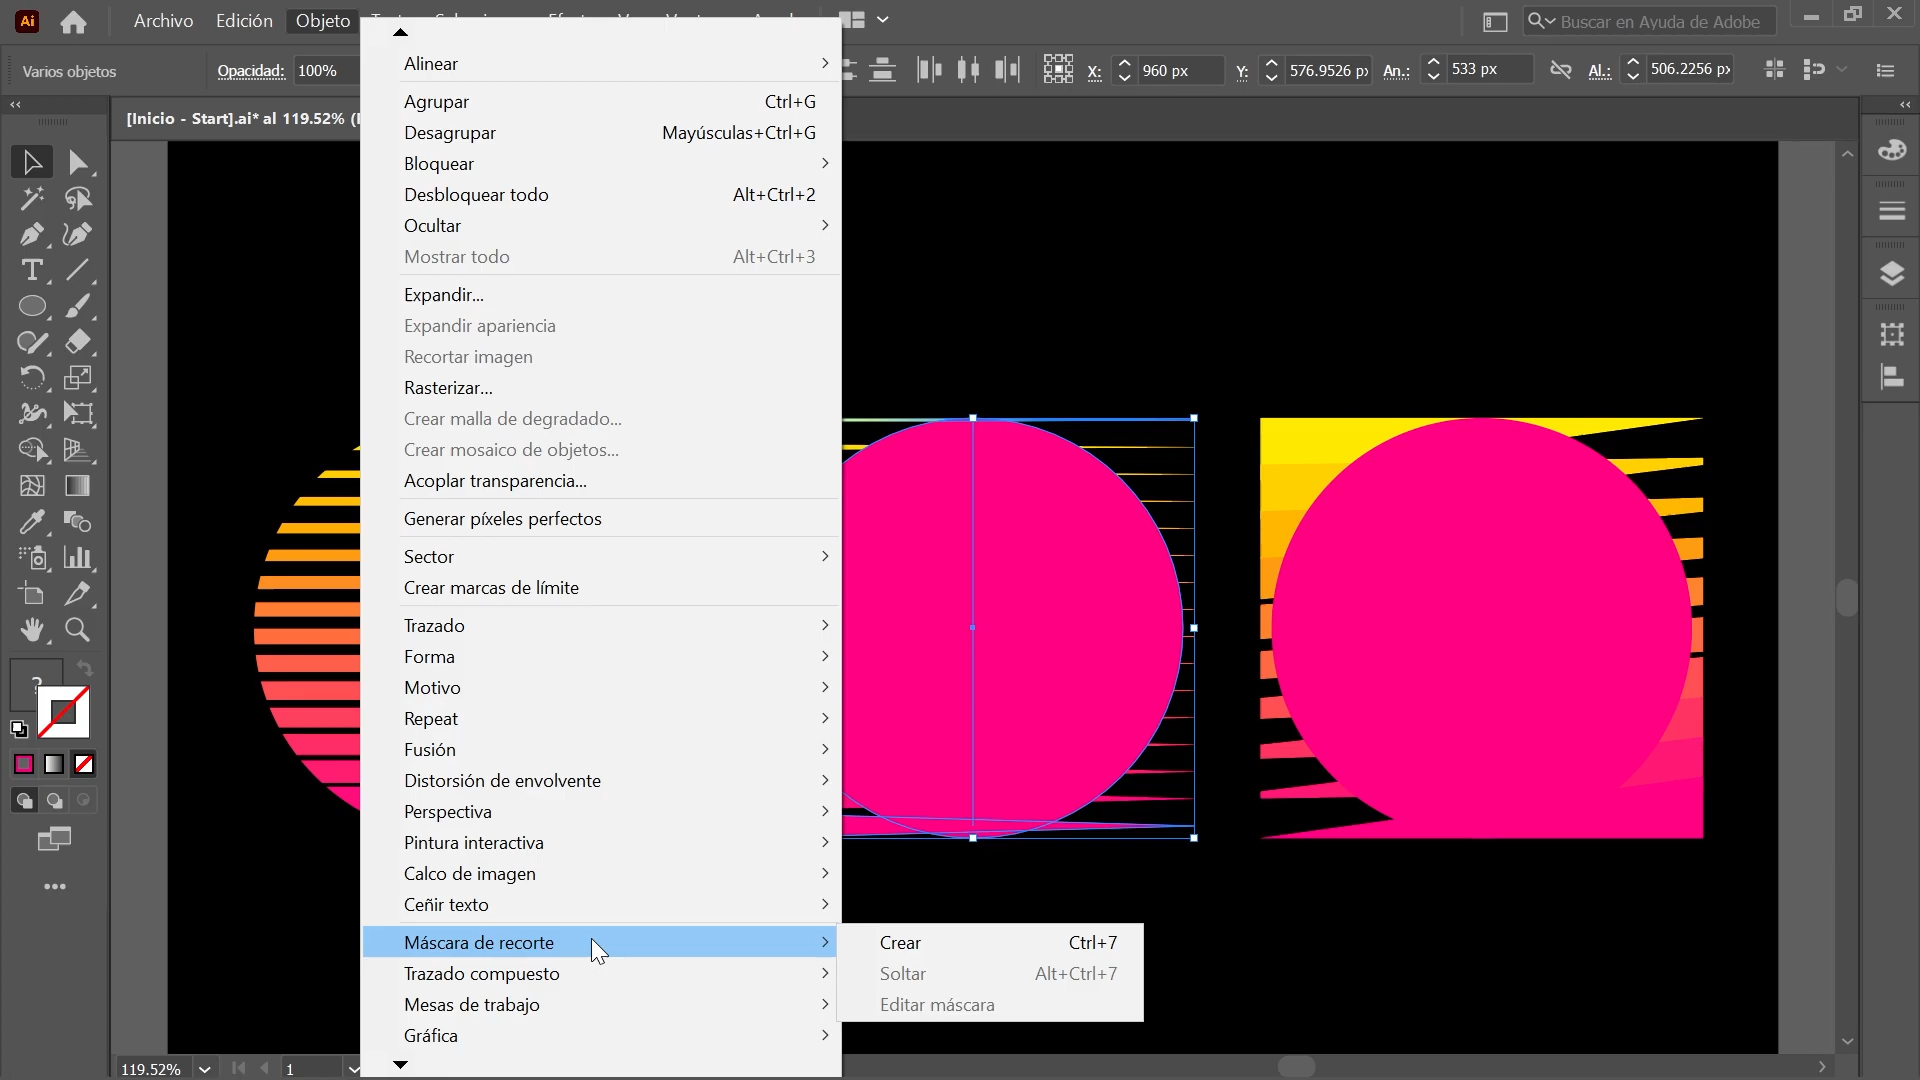 Ai
Archivo
Edición
Objeto
Buscar en Ayuda de Adobe
Varios objetos
Opacidad:
100%
X:
960 px
Y:
576.9526 px
An.:
533 px
Al.:
506.2256 px
[Inicio - Start].ai* al 119.52%
Alinear
Agrupar Ctrl+G
Desagrupar Mayúsculas+Ctrl+G
Bloquear
Desbloquear todo Alt+Ctrl+2
Ocultar
Mostrar todo Alt+Ctrl+3
Expandir...
Expandir apariencia
Recortar imagen
Rasterizar...
Crear malla de degradado...
Crear mosaico de objetos...
Acoplar transparencia...
Generar píxeles perfectos
Sector
Crear marcas de límite
Trazado
Forma
Motivo
Repeat
Fusión
Distorsión de envolvente
Perspectiva
Pintura interactiva
Calco de imagen
Ceñir texto
Máscara de recorte
Crear Ctrl+7
Trazado compuesto
Soltar Alt+Ctrl+7
Mesas de trabajo
Editar máscara
Gráfica
?
119.52%
1